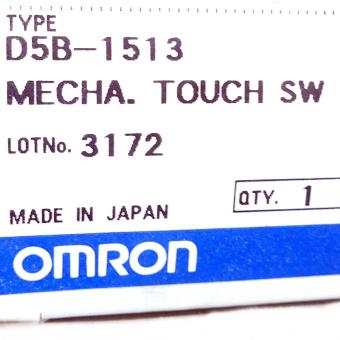 TYPE
D5B-1513
MECHA. TOUCH SW
LOTNo. 3172
QTY. 1
MADE IN JAPAN
OMRON